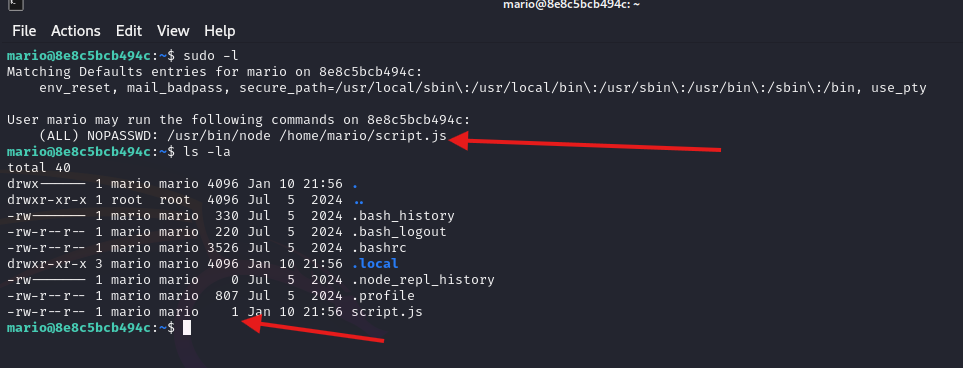 mario@8e8c5bcb494c: ~
File Actions Edit View Help
mario@8e8c5bcb494c:~$ sudo -l
Matching Defaults entries for mario on 8e8c5bcb494c:
    env_reset, mail_badpass, secure_path=/usr/local/sbin\:/usr/local/bin\:/usr/sbin\:/usr/bin\:/sbin\:/bin, use_pty
User mario may run the following commands on 8e8c5bcb494c:
    (ALL) NOPASSWD: /usr/bin/node /home/mario/script.js
mario@8e8c5bcb494c:~$ ls -la
total 40
drwx------ 1 mario mario 4096 Jan 10 21:56 .
drwxr-xr-x 1 root  root  4096 Jul  5  2024 ..
-rw------- 1 mario mario  330 Jul  5  2024 .bash_history
-rw-r--r-- 1 mario mario  220 Jul  5  2024 .bash_logout
-rw-r--r-- 1 mario mario 3526 Jul  5  2024 .bashrc
drwxr-xr-x 3 mario mario 4096 Jan 10 21:56 .local
-rw------- 1 mario mario    0 Jul  5  2024 .node_repl_history
-rw-r--r-- 1 mario mario  807 Jul  5  2024 .profile
-rw-r--r-- 1 mario mario    1 Jan 10 21:56 script.js
mario@8e8c5bcb494c:~$